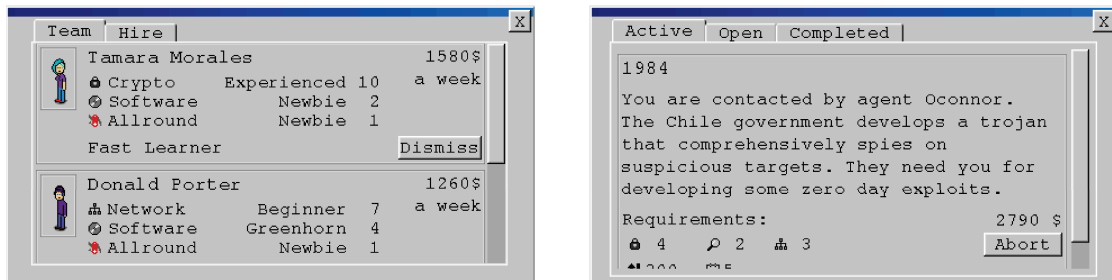 X
Team Hire
Tamara Morales 1580$
Crypto Experienced 10 a week
Software Newbie 2
Allround Newbie 1
Fast Learner Dismiss
Donald Porter 1260$
Network Beginner 7 a week
Software Greenhorn 4
Allround Newbie 1
X
Active Open Completed
1984
You are contacted by agent Oconnor.
The Chile government develops a trojan
that comprehensively spies on
suspicious targets. They need you for
developing some zero day exploits.
Requirements: 2790 $
4 2 3 Abort